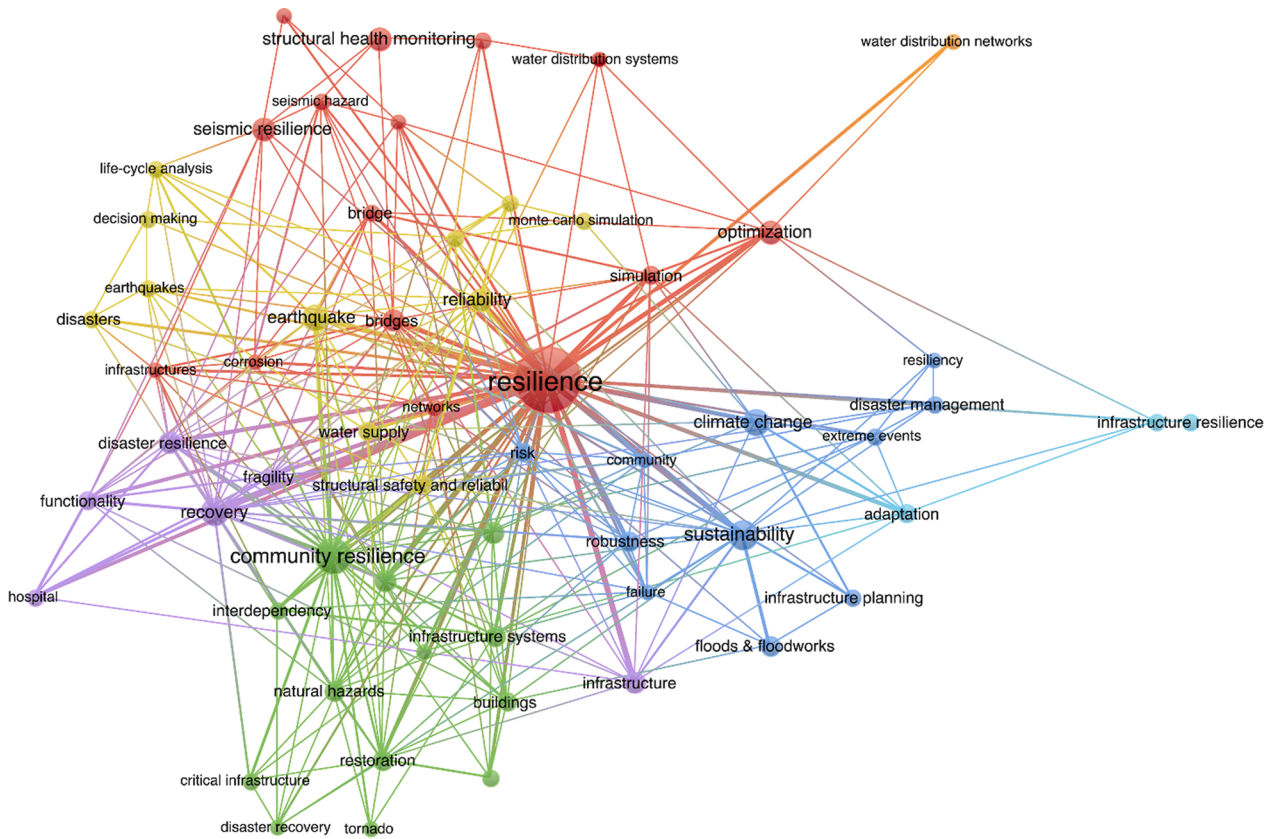 structural health monitoring
water distribution networks
water distribution systems
seismic hazard
seismic resilience
life-cycle analysis
decision making
bridge
monte carlo simulation
optimization
simulation
earthquakes
reliability
disasters
earthquake
bridges
corrosion
infrastructures
resiliency
resilience
networks
disaster management
climate change
infrastructure resilience
water supply
extreme events
disaster resilience
risk
community
fragility
structural safety and reliabil
functionality
recovery
adaptation
sustainability
robustness
community resilience
failure
hospital
infrastructure planning
interdependency
infrastructure systems
floods & floodworks
infrastructure
natural hazards
buildings
restoration
critical infrastructure
disaster recovery
tornado